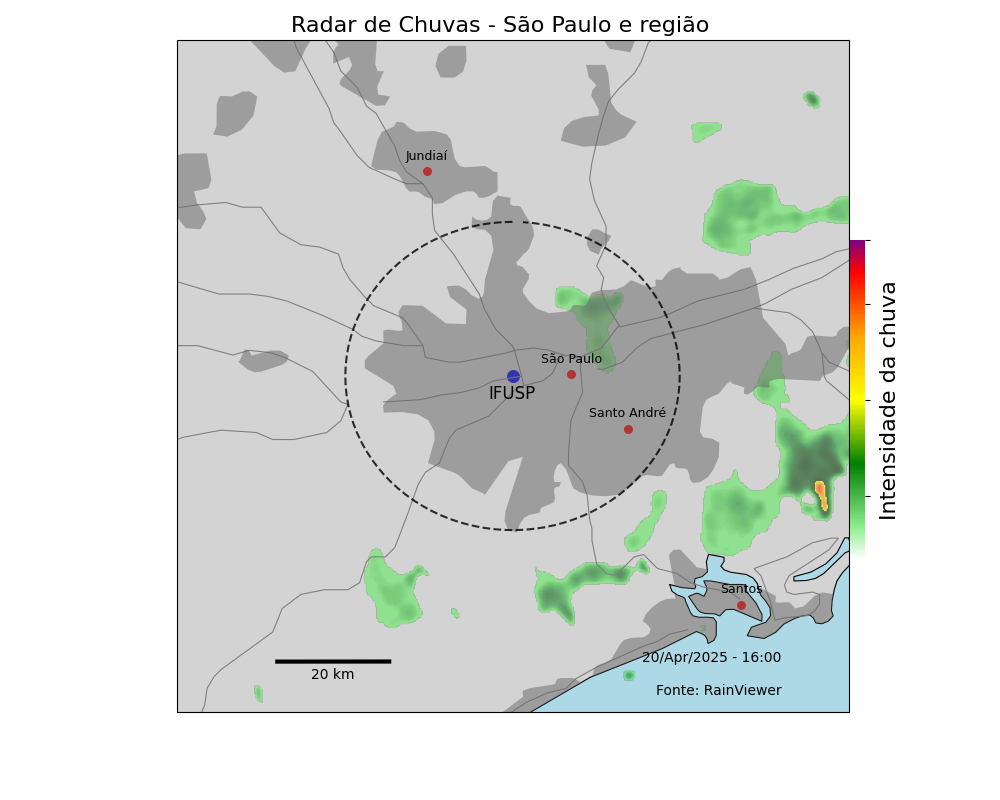 Radar de Chuvas - São Paulo e região
Jundiaí
São Paulo
IFUSP
Santo André
Intensidade da chuva
Santos
20/Apr/2025 - 16:00
20 km
Fonte: RainViewer